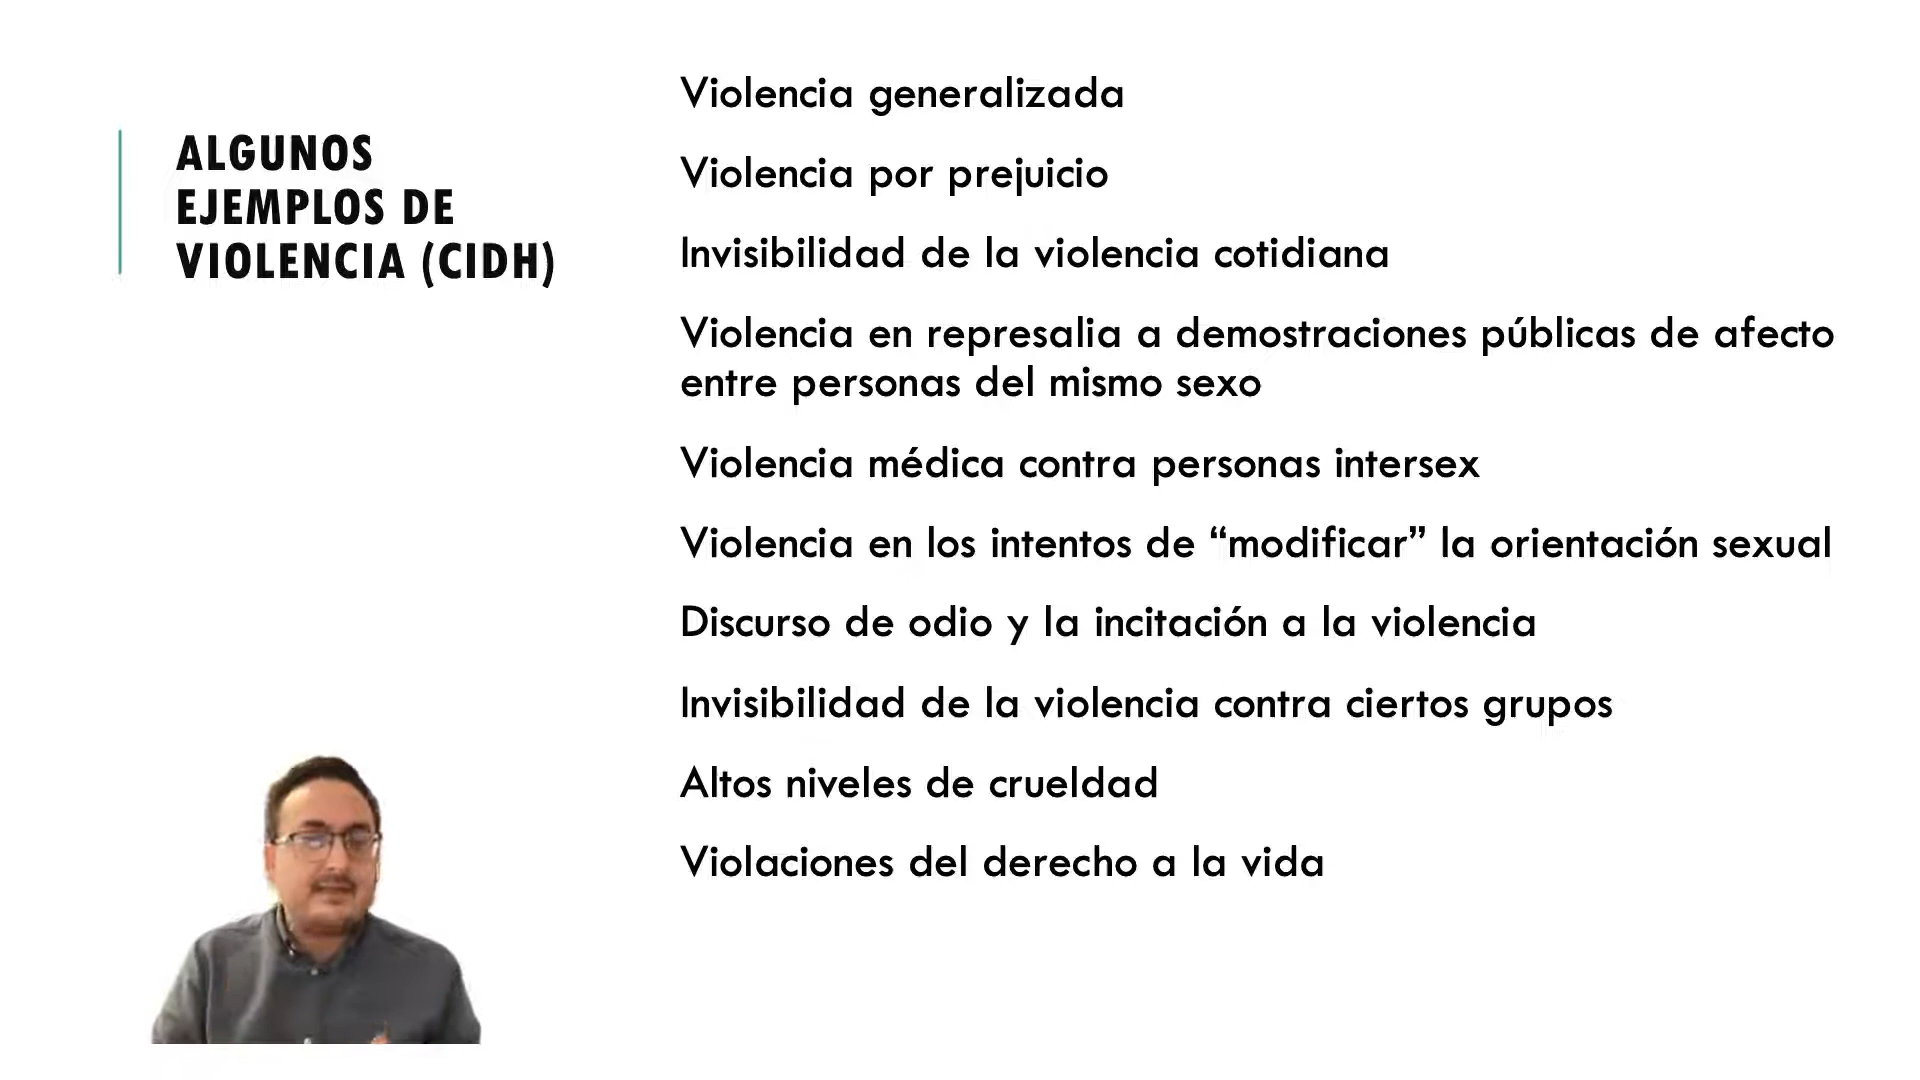 ALGUNOS
EJEMPLOS DE
VIOLENCIA (CIDH)
Violencia generalizada
Violencia por prejuicio
Invisibilidad de la violencia cotidiana
Violencia en represalia a demostraciones públicas de afecto
entre personas del mismo sexo
Violencia médica contra personas intersex
Violencia en los intentos de “modificar” la orientación sexual
Discurso de odio y la incitación a la violencia
Invisibilidad de la violencia contra ciertos grupos
Altos niveles de crueldad
Violaciones del derecho a la vida